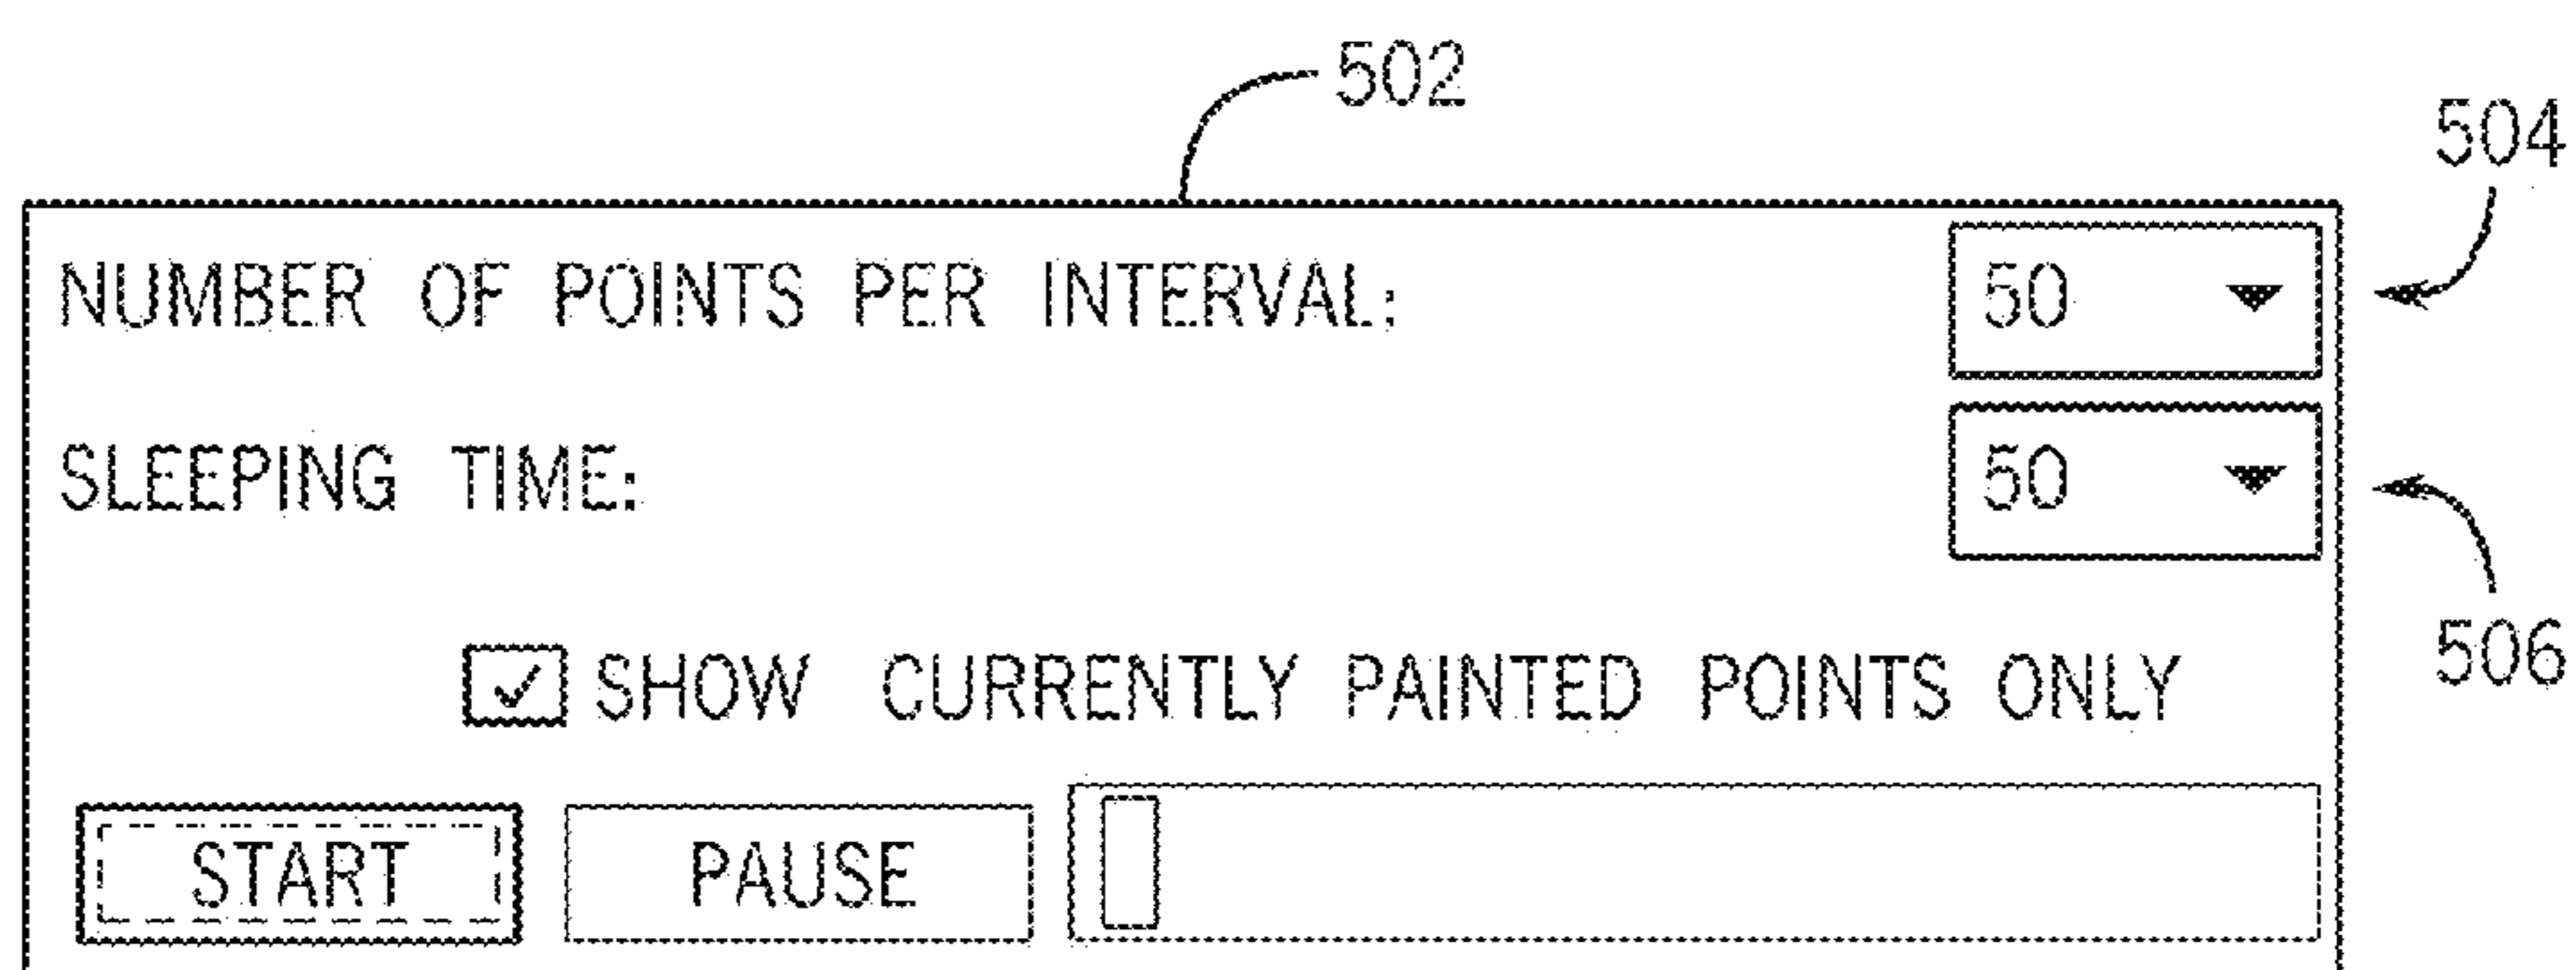 502
504
NUMBER OF POINTS PER INTERVAL: 50
SLEEPING TIME: 50
506
SHOW CURRENTLY PAINTED POINTS ONLY
START PAUSE